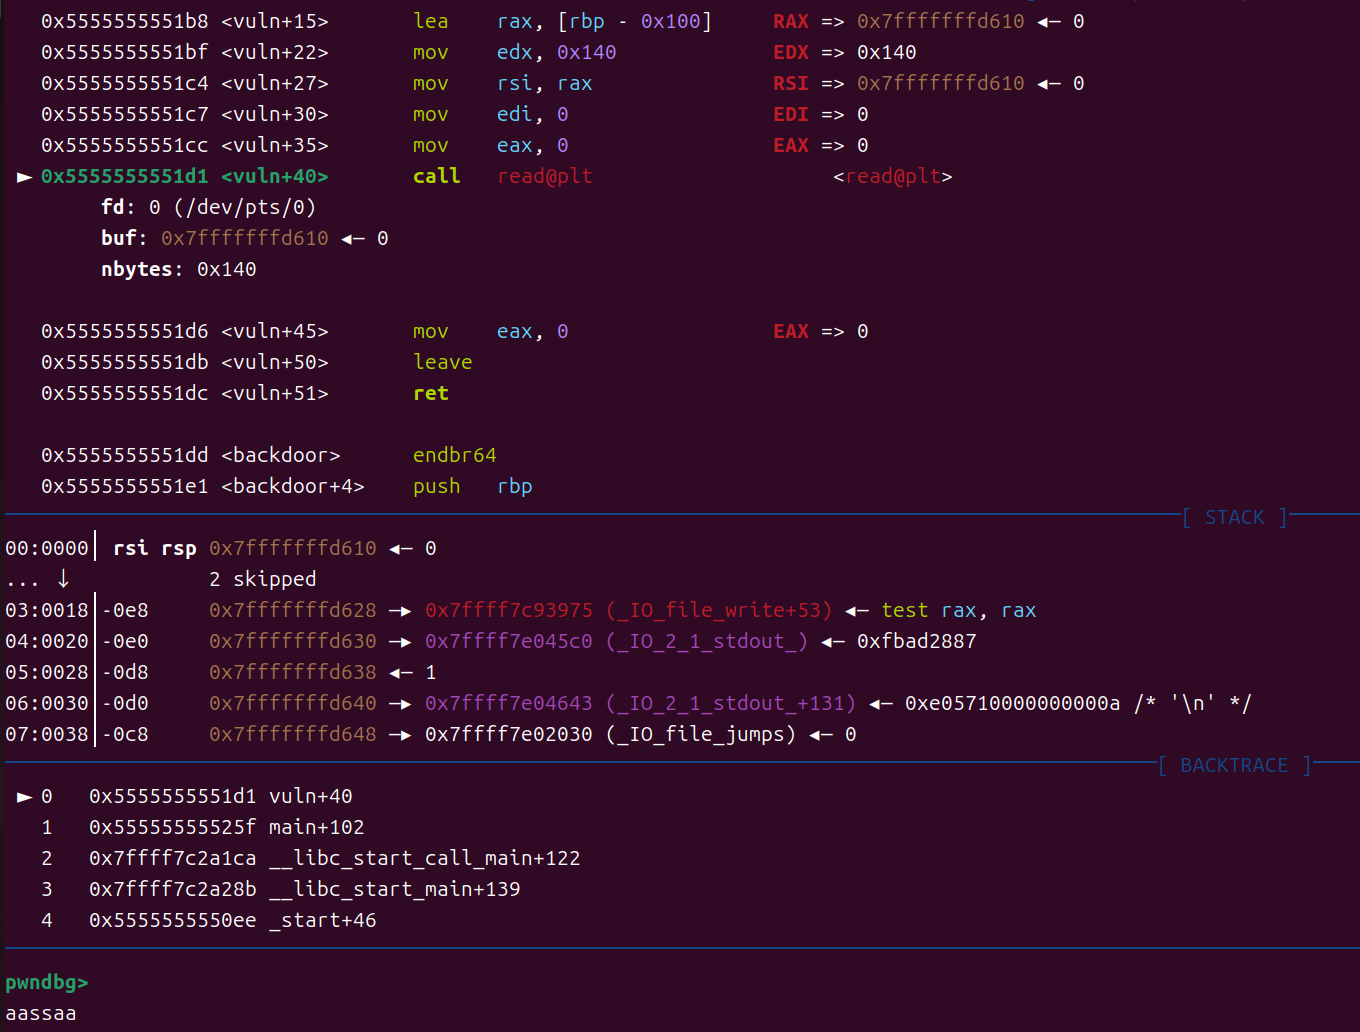 0x5555555551b8 <vuln+15> lea rax, [rbp - 0x100] RAX => 0x7fffffffd610 ◂— 0
0x5555555551bf <vuln+22> mov edx, 0x140 EDX => 0x140
0x5555555551c4 <vuln+27> mov rsi, rax RSI => 0x7fffffffd610 ◂— 0
0x5555555551c7 <vuln+30> mov edi, 0 EDI => 0
0x5555555551cc <vuln+35> mov eax, 0 EAX => 0
► 0x5555555551d1 <vuln+40> call read@plt <read@plt>
fd: 0 (/dev/pts/0)
buf: 0x7fffffffd610 ◂— 0
nbytes: 0x140
0x5555555551d6 <vuln+45> mov eax, 0 EAX => 0
0x5555555551db <vuln+50> leave
0x5555555551dc <vuln+51> ret
0x5555555551dd <backdoor> endbr64
0x5555555551e1 <backdoor+4> push rbp
[ STACK ]
00:0000│ rsi rsp 0x7fffffffd610 ◂— 0
... ↓ 2 skipped
03:0018│-0e8 0x7fffffffd628 —▸ 0x7ffff7c93975 (_IO_file_write+53) ◂— test rax, rax
04:0020│-0e0 0x7fffffffd630 —▸ 0x7ffff7e045c0 (_IO_2_1_stdout_) ◂— 0xfbad2887
05:0028│-0d8 0x7fffffffd638 ◂— 1
06:0030│-0d0 0x7fffffffd640 —▸ 0x7ffff7e04643 (_IO_2_1_stdout_+131) ◂— 0xe05710000000000a /* '\n' */
07:0038│-0c8 0x7fffffffd648 —▸ 0x7ffff7e02030 (_IO_file_jumps) ◂— 0
[ BACKTRACE ]
► 0 0x5555555551d1 vuln+40
1 0x55555555525f main+102
2 0x7ffff7c2a1ca __libc_start_call_main+122
3 0x7ffff7c2a28b __libc_start_main+139
4 0x5555555550ee _start+46
pwndbg>
aassaa